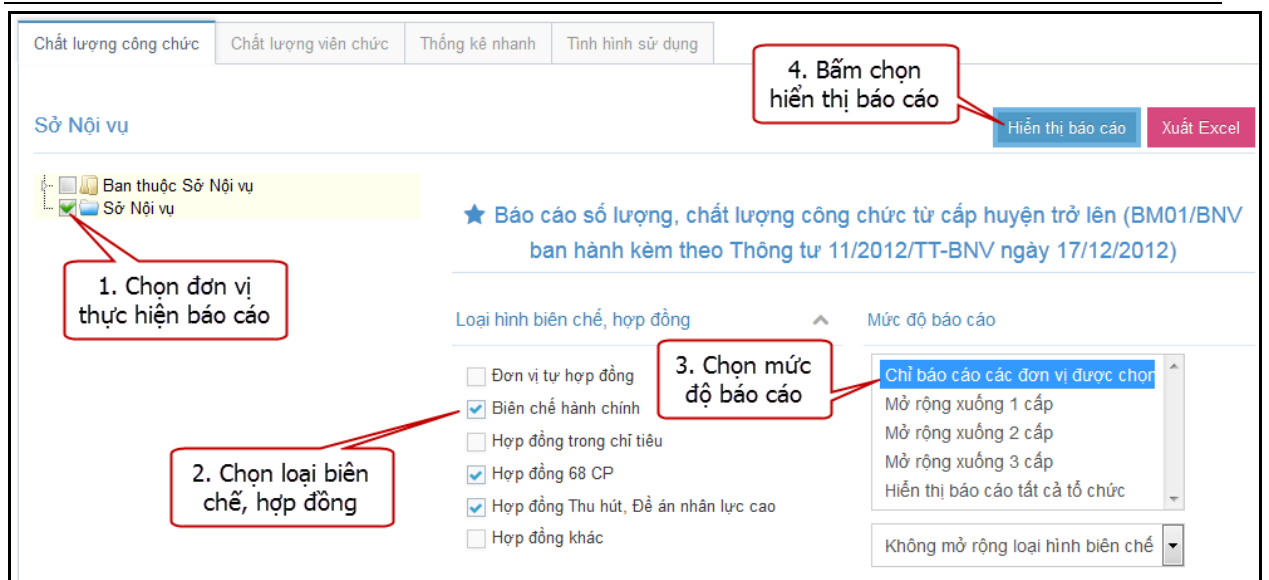 Chất lượng công chức
Chất lượng viên chức
Thống kê nhanh
Tình hình sử dụng
4. Bấm chọn
hiển thị báo cáo
Sở Nội vụ
Hiển thị báo cáo
Xuất Excel
Ban thuộc Sở Nội vụ
Sở Nội vụ
1. Chọn đơn vị
thực hiện báo cáo
★ Báo cáo số lượng, chất lượng công chức từ cấp huyện trở lên (BM01/BNV
ban hành kèm theo Thông tư 11/2012/TT-BNV ngày 17/12/2012)
Loại hình biên chế, hợp đồng
Mức độ báo cáo
Đơn vị tự hợp đồng
Biên chế hành chính
Hợp đồng trong chỉ tiêu
Hợp đồng 68 CP
Hợp đồng Thu hút, Đề án nhân lực cao
Hợp đồng khác
2. Chọn loại biên
chế, hợp đồng
3. Chọn mức
độ báo cáo
Chỉ báo cáo các đơn vị được chọn
Mở rộng xuống 1 cấp
Mở rộng xuống 2 cấp
Mở rộng xuống 3 cấp
Hiển thị báo cáo tất cả tổ chức
Không mở rộng loại hình biên chế